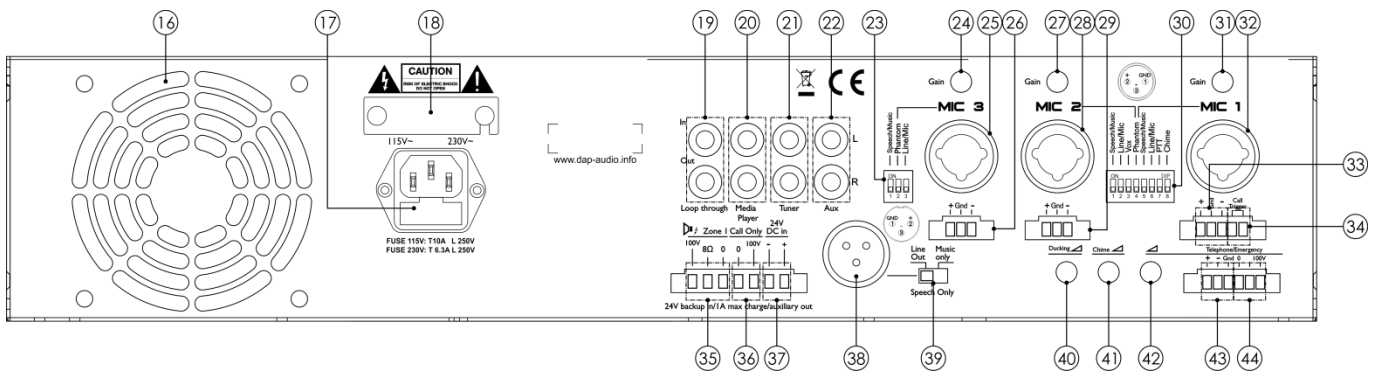 16 17 18 19 20 21 22 23 24 25 26 27 28 29 30 31 32
CAUTION
RISK OF ELECTRIC SHOCK
DO NOT OPEN
115V~ 230V~
FUSE 115V: T10A L 250V
FUSE 230V: T 6.3A L 250V
www.dap-audio.info
In
Out
L
R
Loop through
Media
Player
Tuner
Aux
Zone 1 Call Only
24V
DC in
100V 8Ω 0 0 100V - +
24V backup in/1A max charge/auxiliary out
Speech/Music
Phantom
Line/Mic
ON
1 2 3
Gain
MIC 3
+ Gnd -
GND
1 2 3
+ -
Line
Out
Music
only
Speech Only
Gain
MIC 2
+ Gnd -
+ GND
2 1
-
3
Speech/Music
Line/Mic
Vox
Phantom
Speech/Music
Line/Mic
PTT
Chime
ON DIP
1 2 3 4 5 6 7 8
Gain
MIC 1
+ Gnd -
Call
Trigger
Ducking
Chime
Telephone/Emergency
+ - Gnd 0 100V
33
34
35 36 37 38 39 40 41 42 43 44